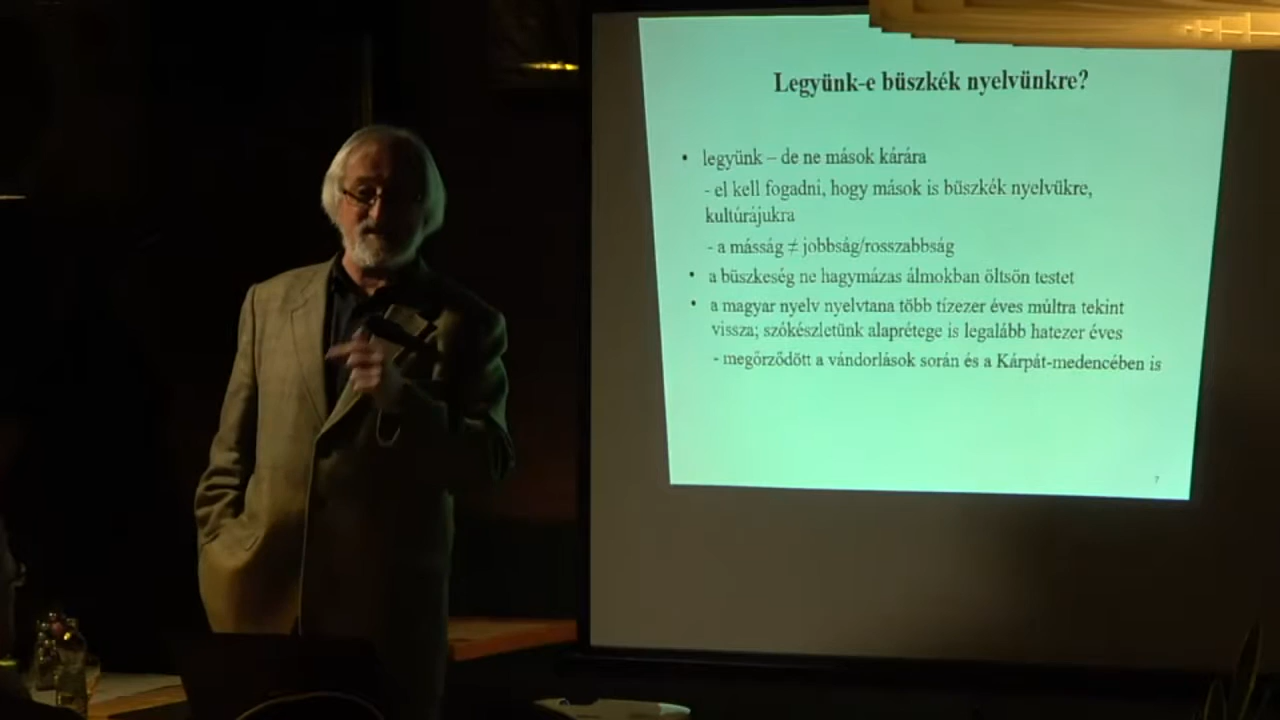 Legyünk-e büszkék nyelvünkre?
• legyünk – de ne mások kárára
- el kell fogadni, hogy mások is büszkék nyelvükre,
kultúrájukra
- a másság ≠ jobbság/rosszabbság
• a büszkeség ne hagymázas álmokban öltsön testet
• a magyar nyelv nyelvtana több tízezer éves múltra tekint
vissza; szókészletünk alaprétege is legalább hatezer éves
- megőrződött a vándorlások során és a Kárpát-medencében is
7